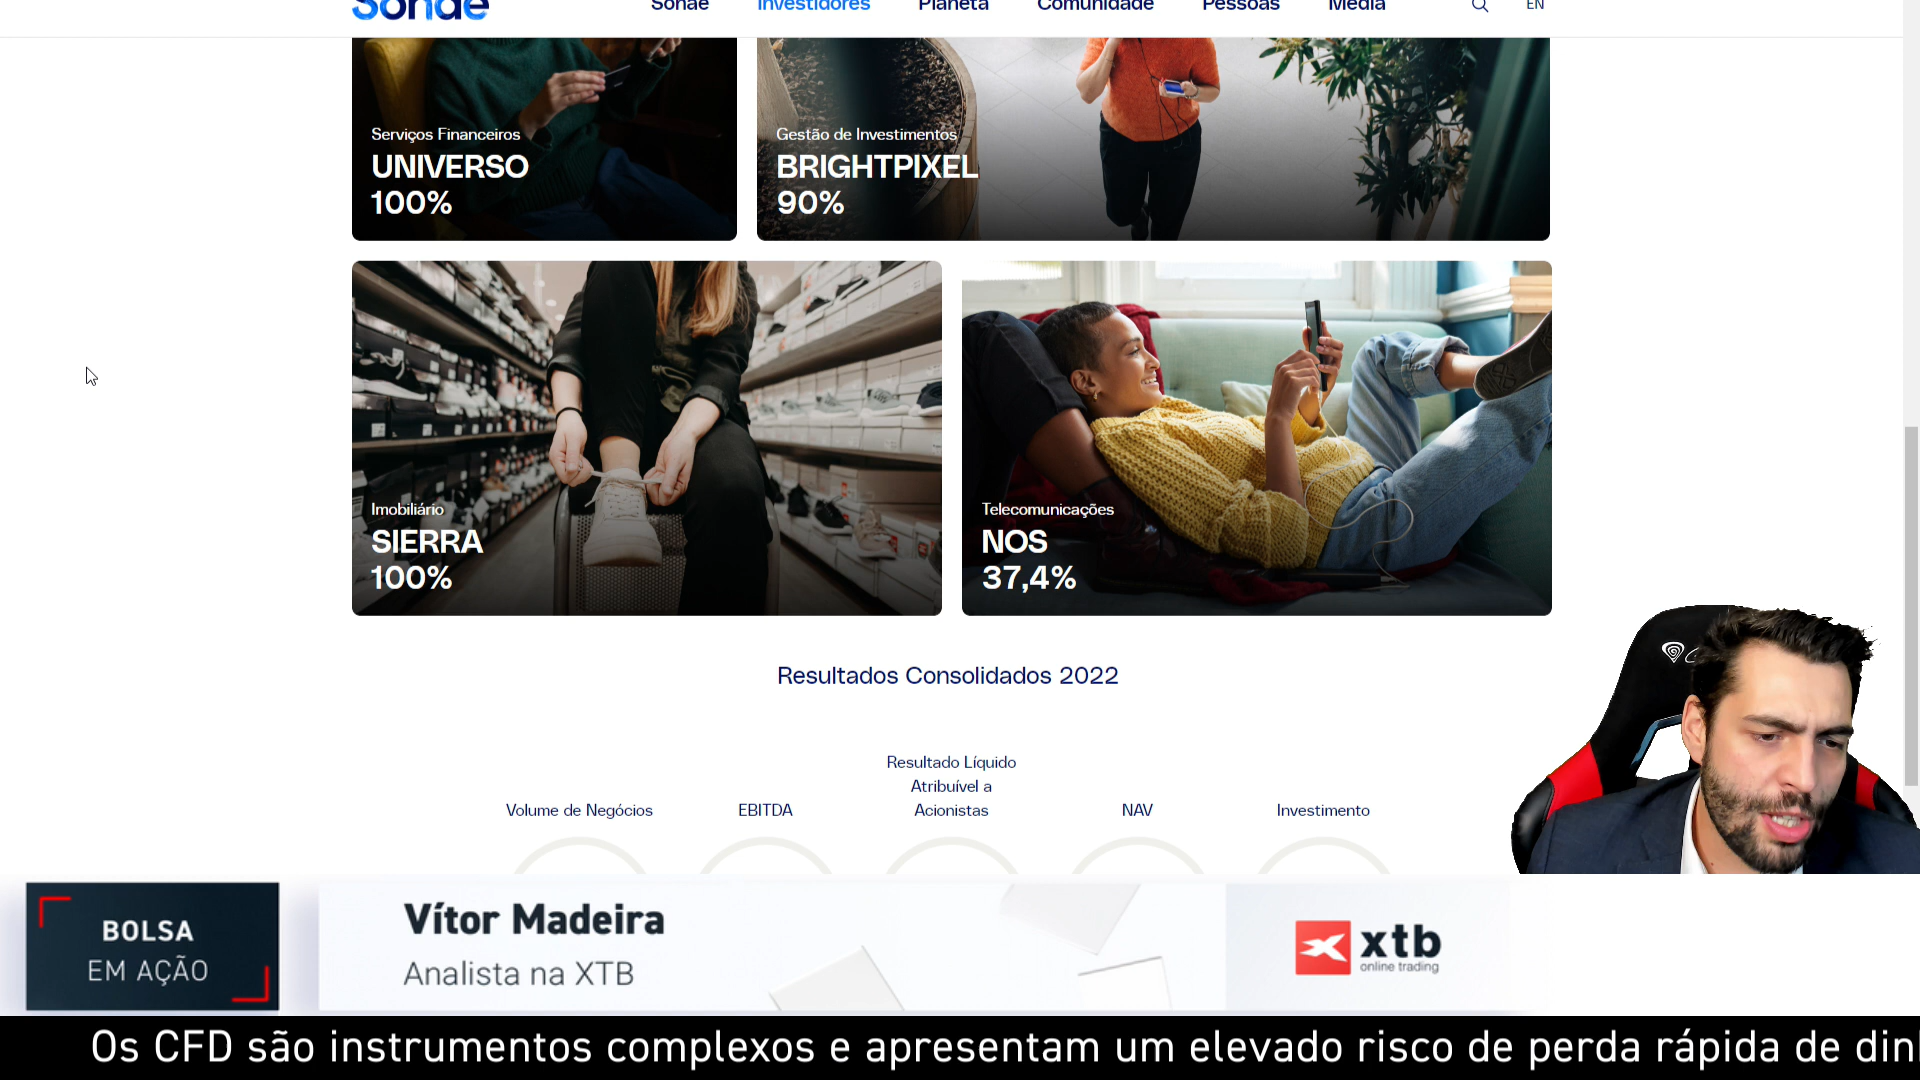 Sonae
Sonae Investidores Planeta Comunidade Pessoas Media EN
Serviços Financeiros
UNIVERSO
100%
Gestão de Investimentos
BRIGHTPIXEL
90%
Imobiliário
SIERRA
100%
Telecomunicações
NOS
37,4%
Resultados Consolidados 2022
Volume de Negócios
EBITDA
Resultado Líquido
Atribuível a
Acionistas
NAV
Investimento
BOLSA
EM AÇÃO
Vítor Madeira
Analista na XTB
xtb
online trading
Os CFD são instrumentos complexos e apresentam um elevado risco de perda rápida de din